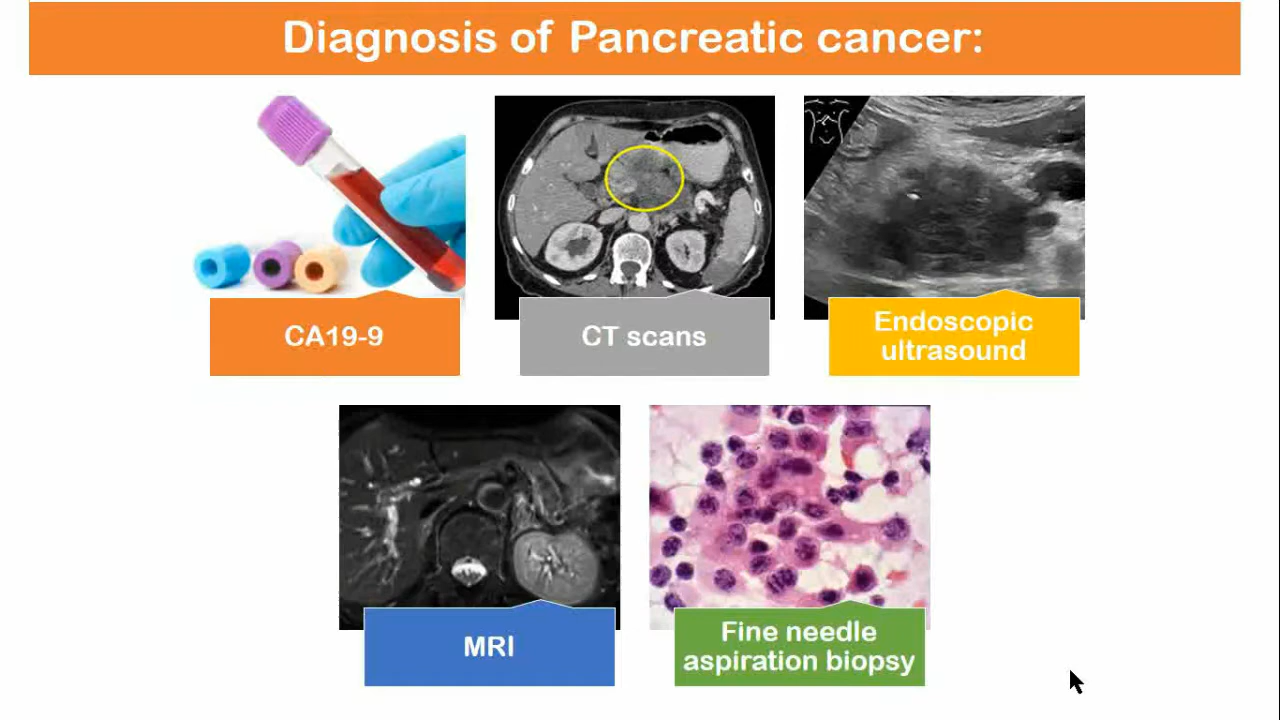 Diagnosis of Pancreatic cancer:
CA19-9
CT scans
Endoscopic
ultrasound
MRI
Fine needle
aspiration biopsy